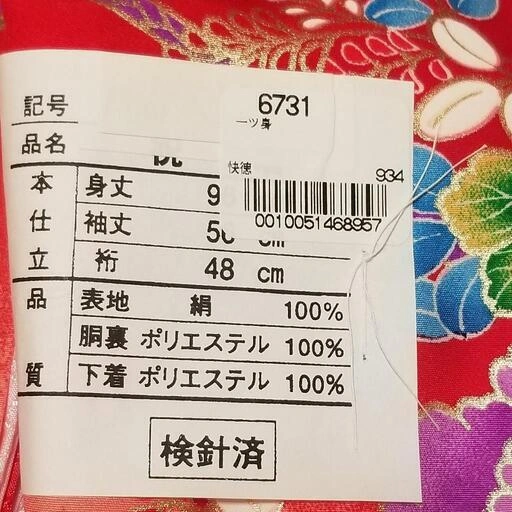 6731
一ツ身
快徳 934
0010051468957
記号
品名
本仕立
身丈
袖丈 cm
裄 48 cm
品質
表地 絹 100%
胴裏 ポリエステル 100%
下着 ポリエステル 100%
検針済